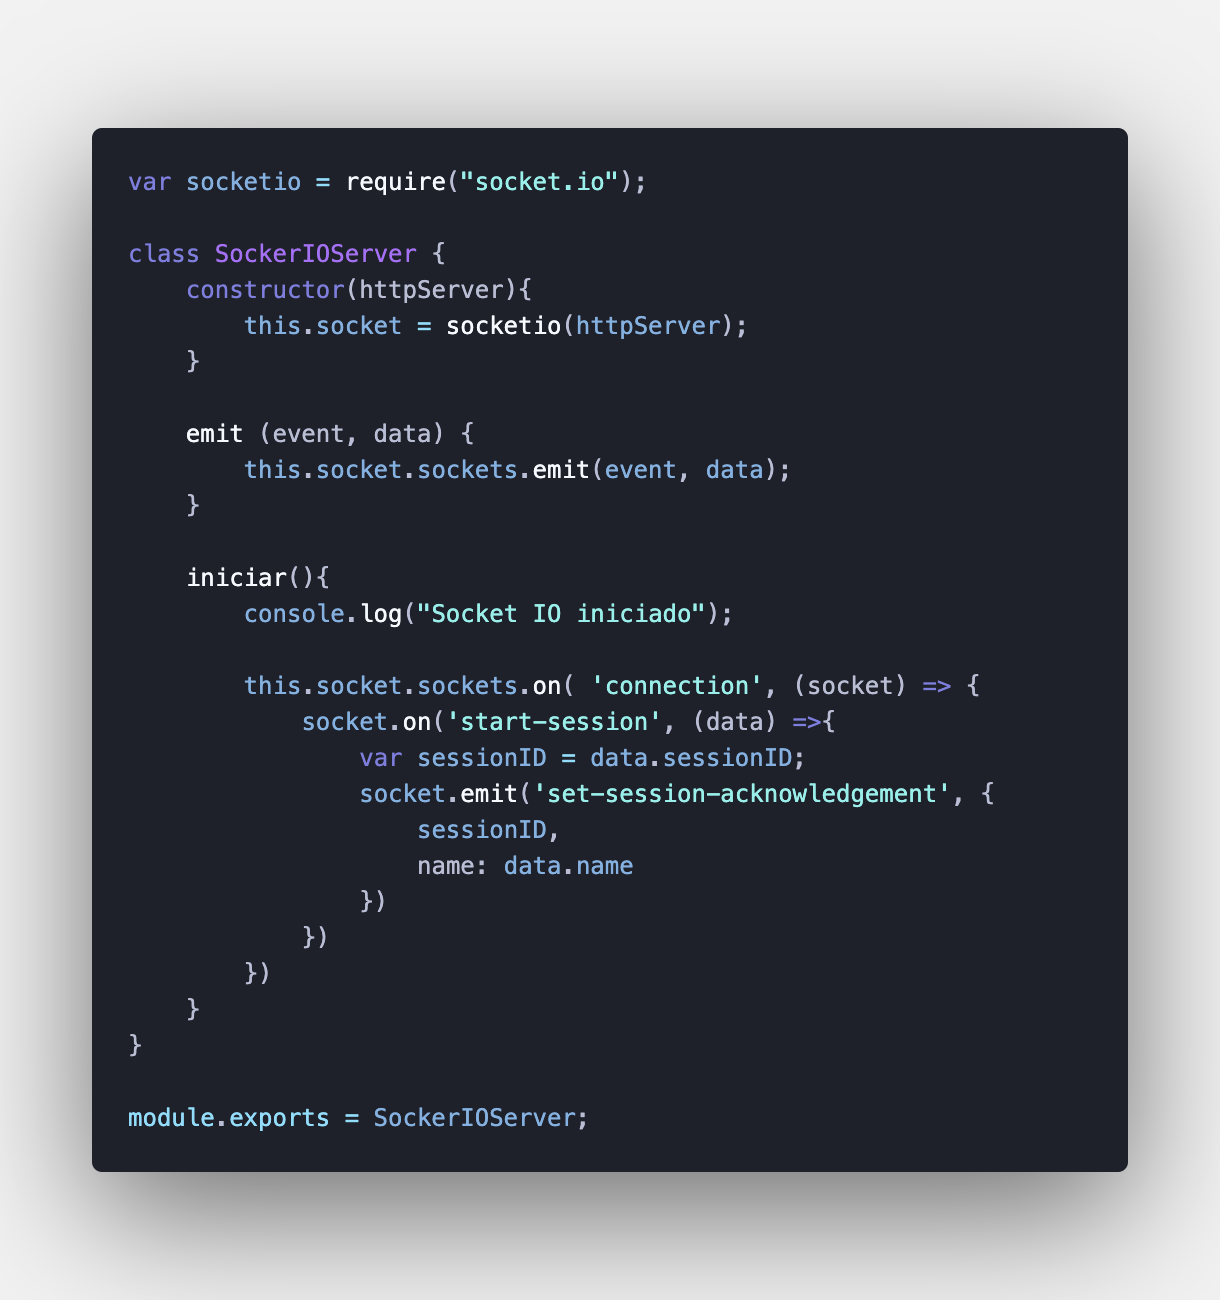 var socketio = require("socket.io");

class SockerIOServer {
    constructor(httpServer){
        this.socket = socketio(httpServer);
    }

    emit (event, data) {
        this.socket.sockets.emit(event, data);
    }

    iniciar(){
        console.log("Socket IO iniciado");

        this.socket.sockets.on( 'connection', (socket) => {
            socket.on('start-session', (data) =>{
                var sessionID = data.sessionID;
                socket.emit('set-session-acknowledgement', {
                    sessionID,
                    name: data.name
                })
            })
        })
    }
}

module.exports = SockerIOServer;